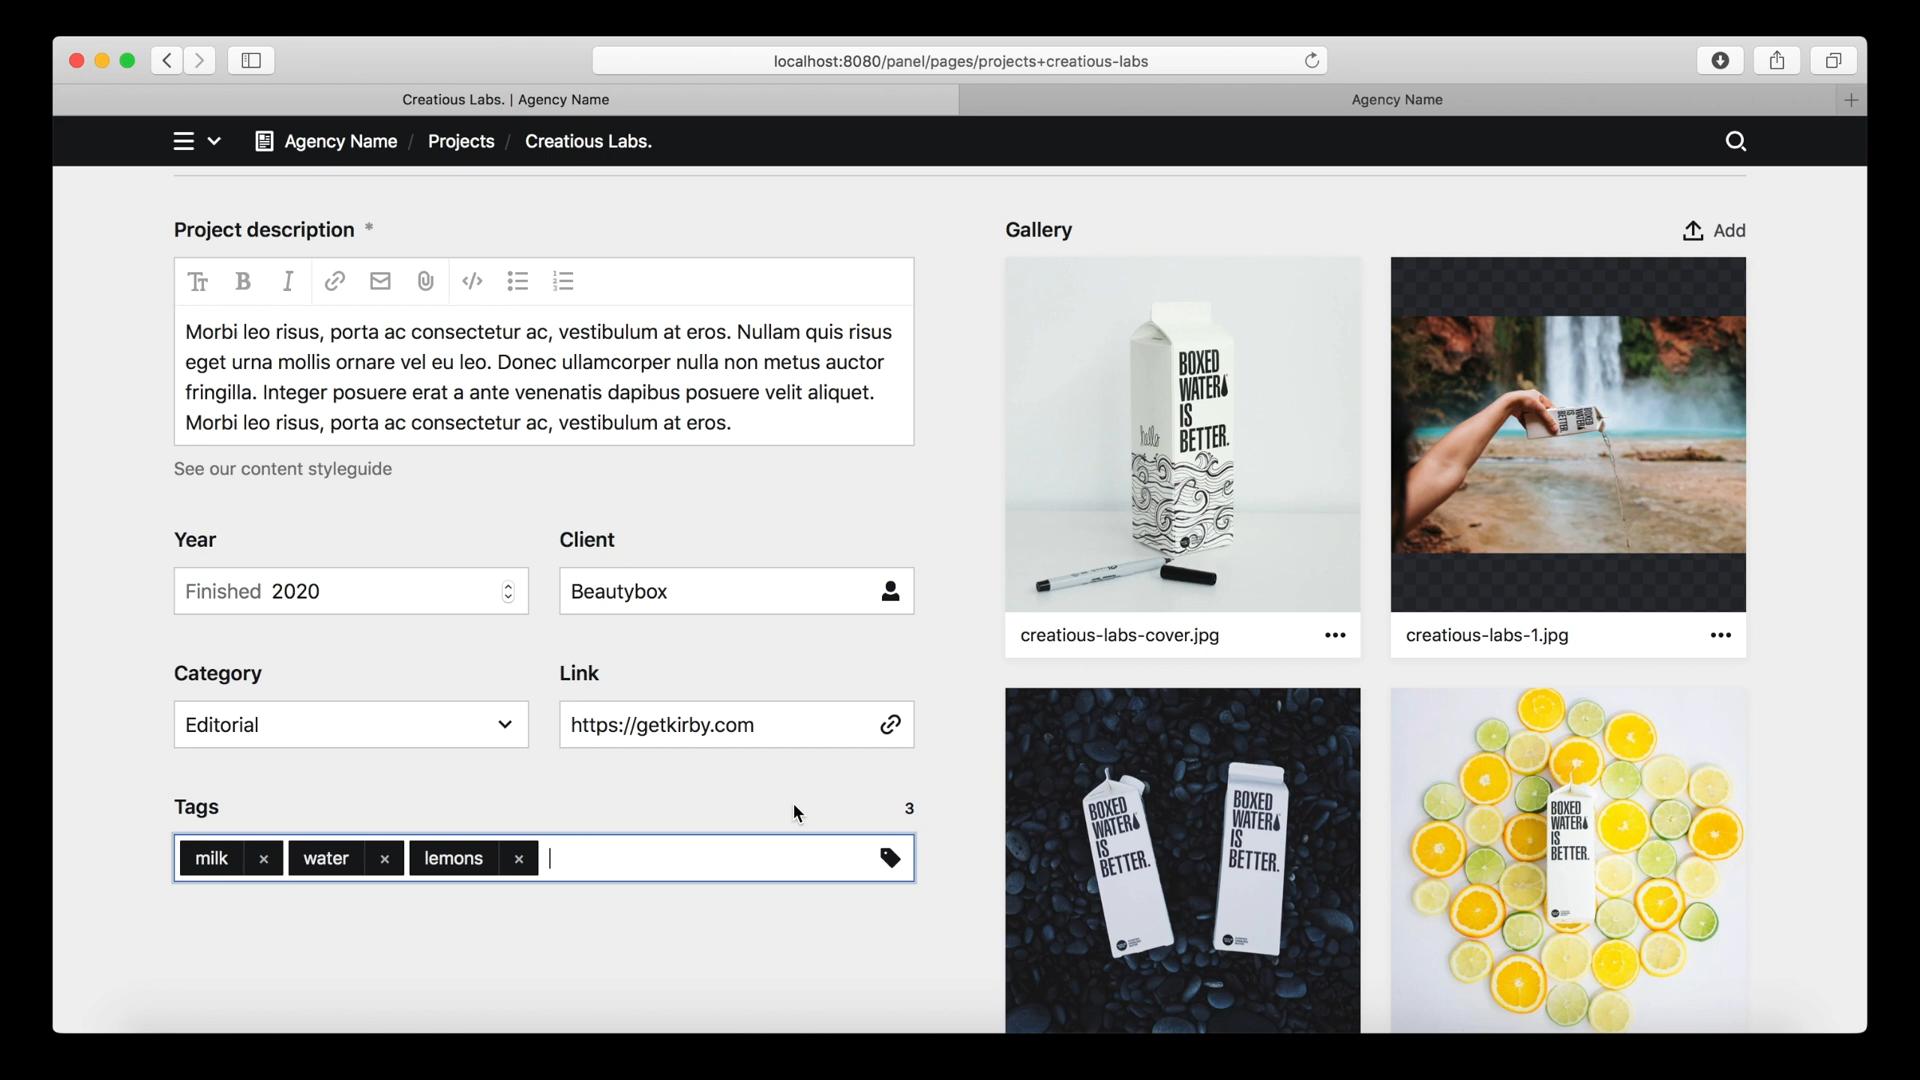 localhost:8080/panel/pages/projects+creatious-labs
Creatious Labs. | Agency Name
Agency Name
Agency Name / Projects / Creatious Labs.
Project description *
Morbi leo risus, porta ac consectetur ac, vestibulum at eros. Nullam quis risus
eget urna mollis ornare vel eu leo. Donec ullamcorper nulla non metus auctor
fringilla. Integer posuere erat a ante venenatis dapibus posuere velit aliquet.
Morbi leo risus, porta ac consectetur ac, vestibulum at eros.
See our content styleguide
Year
Finished 2020
Client
Beautybox
Category
Editorial
Link
https://getkirby.com
Tags
3
milk × water × lemons ×
Gallery
Add
BOXED
WATER
IS
BETTER.
hello
creatious-labs-cover.jpg
BOXED
WATER
IS
BETTER.
creatious-labs-1.jpg
BOXED
WATER
IS
BETTER.
BOXED
WATER
IS
BETTER.
BOXED
WATER
IS
BETTER.